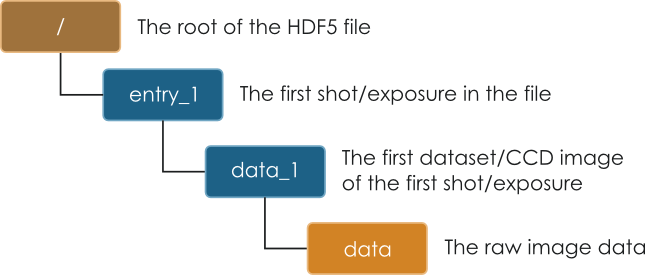 /
The root of the HDF5 file
entry_1
The first shot/exposure in the file
data_1
The first dataset/CCD image
of the first shot/exposure
data
The raw image data